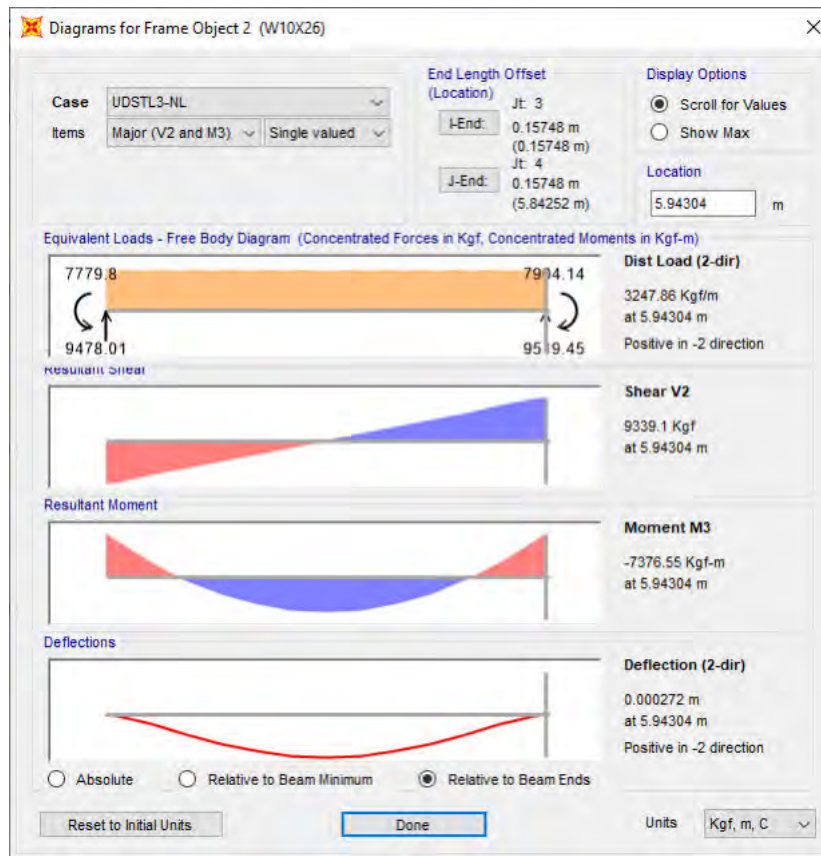 Diagrams for Frame Object 2 (W10X26)
Case UDSTL3-NL
Items Major (V2 and M3) Single valued
End Length Offset
(Location)
Jt: 3
I-End: 0.15748 m
(0.15748 m)
Jt: 4
J-End: 0.15748 m
(5.84252 m)
Display Options
Scroll for Values
Show Max
Location
5.94304 m
Equivalent Loads - Free Body Diagram (Concentrated Forces in Kgf, Concentrated Moments in Kgf-m)
7779.8
9478.01
Dist Load (2-dir)
3247.86 Kgf/m
at 5.94304 m
Positive in -2 direction
Resultant Shear
Shear V2
9339.1 Kgf
at 5.94304 m
Resultant Moment
Moment M3
-7376.55 Kgf-m
at 5.94304 m
Deflections
Deflection (2-dir)
0.000272 m
at 5.94304 m
Positive in -2 direction
Absolute Relative to Beam Minimum Relative to Beam Ends
Reset to Initial Units Done Units Kgf, m, C